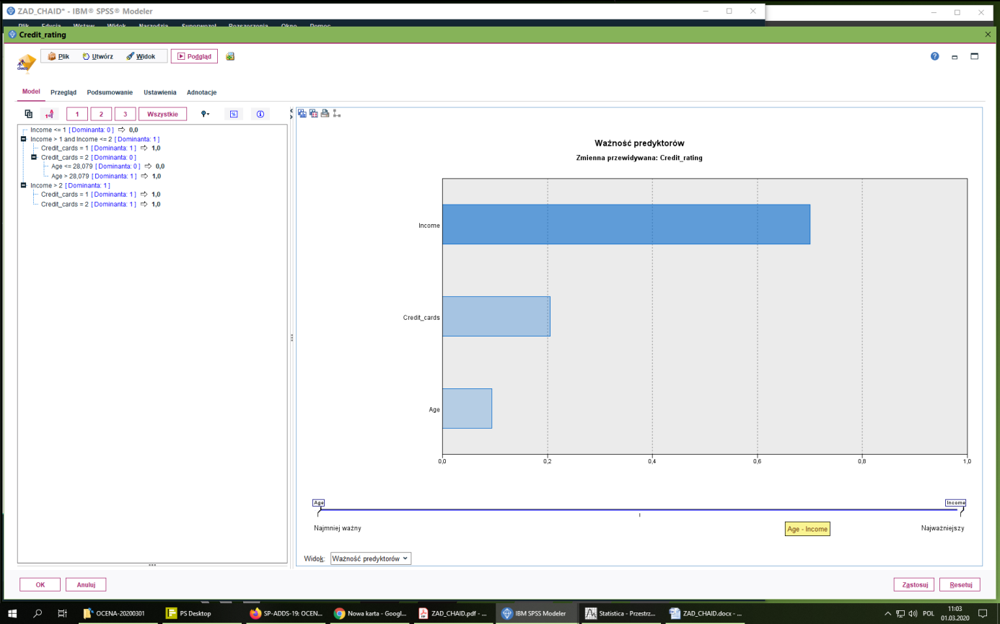 ZAD_CHAID* - IBM® SPSS® Modeler
Plik Edycja Wstaw Widok Narzędzia Superwęzeł Rozszerzenia Okno Pomoc
Credit_rating
CHAID
Plik Utwórz Widok Podgląd
Model Przegląd Podsumowanie Ustawienia Adnotacje
1 2 3 Wszystkie %
Income <= 1 [ Dominanta: 0 ] ⇨ 0,0
Income > 1 and Income <= 2 [ Dominanta: 1 ]
Credit_cards = 1 [ Dominanta: 1 ] ⇨ 1,0
Credit_cards = 2 [ Dominanta: 0 ]
Age <= 28,079 [ Dominanta: 0 ] ⇨ 0,0
Age > 28,079 [ Dominanta: 1 ] ⇨ 1,0
Income > 2 [ Dominanta: 1 ]
Credit_cards = 1 [ Dominanta: 1 ] ⇨ 1,0
Credit_cards = 2 [ Dominanta: 1 ] ⇨ 1,0
Ważność predyktorów
Zmienna przewidywana: Credit_rating
Income
Credit_cards
Age
0,0 0,2 0,4 0,6 0,8 1,0
Age Income
Najmniej ważny Age - Income Najważniejszy
Widok: Ważność predyktorów
OK Anuluj Zastosuj Resetuj
OCENA-20200301 PS Desktop SP-ADDS-19: OCEN... Nowa karta - Googl... ZAD_CHAID.pdf - ... IBM SPSS Modeler Statistica - Przestrz... ZAD_CHAID.docx - ... POL 11:03
01.03.2020